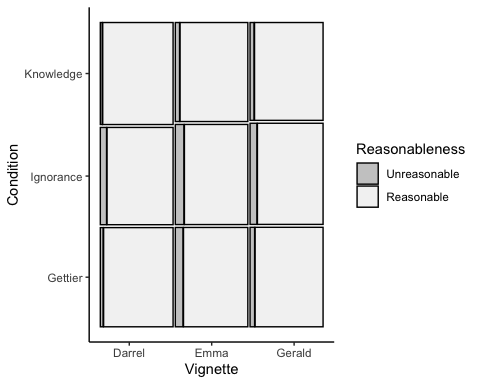 Condition
Knowledge
Ignorance
Gettier
Darrel
Emma
Gerald
Vignette
Reasonableness
Unreasonable
Reasonable